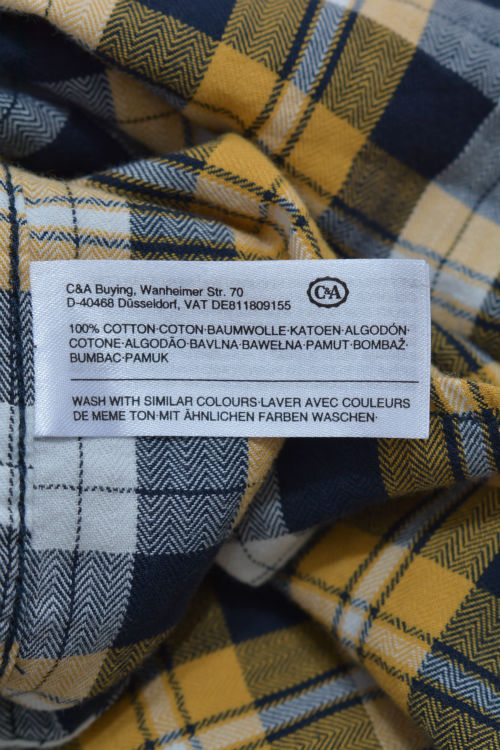 C&A Buying, Wanheimer Str. 70
D-40468 Düsseldorf, VAT DE811809155
C&A
100% COTTON·COTON·BAUMWOLLE·KATOEN·ALGODÓN·
COTONE·ALGODÃO·BAVLNA·BAWEŁNA·PAMUT·BOMBAŽ·
BUMBAC·PAMUK
WASH WITH SIMILAR COLOURS·LAVER AVEC COULEURS
DE MEME TON·MIT ÄHNLICHEN FARBEN WASCHEN·